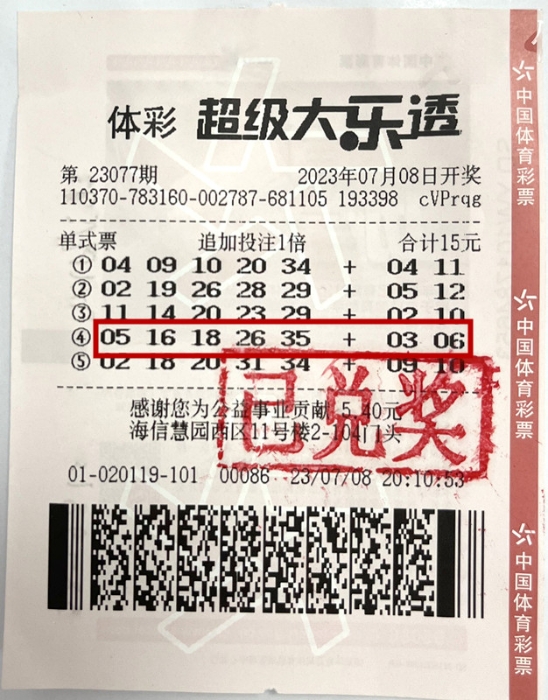 体彩 超级大乐透
第 23077期 2023年07月08日开奖
110370-783160-002787-681105 193398 cVPrqg
单式票 追加投注1倍 合计15元
① 04 09 10 20 34 + 04 11
② 02 19 26 28 29 + 05 12
③ 11 14 20 23 29 + 02 10
④ 05 16 18 26 35 + 03 06
⑤ 02 18 20 31 34 + 09 10
已兑奖
感谢您为公益事业贡献 5.40元
海信慧园西区11号楼2-104门头
01-020119-101 00086 23/07/08 20:10:53
中国体育彩票
中国体育彩票
中国体育彩票